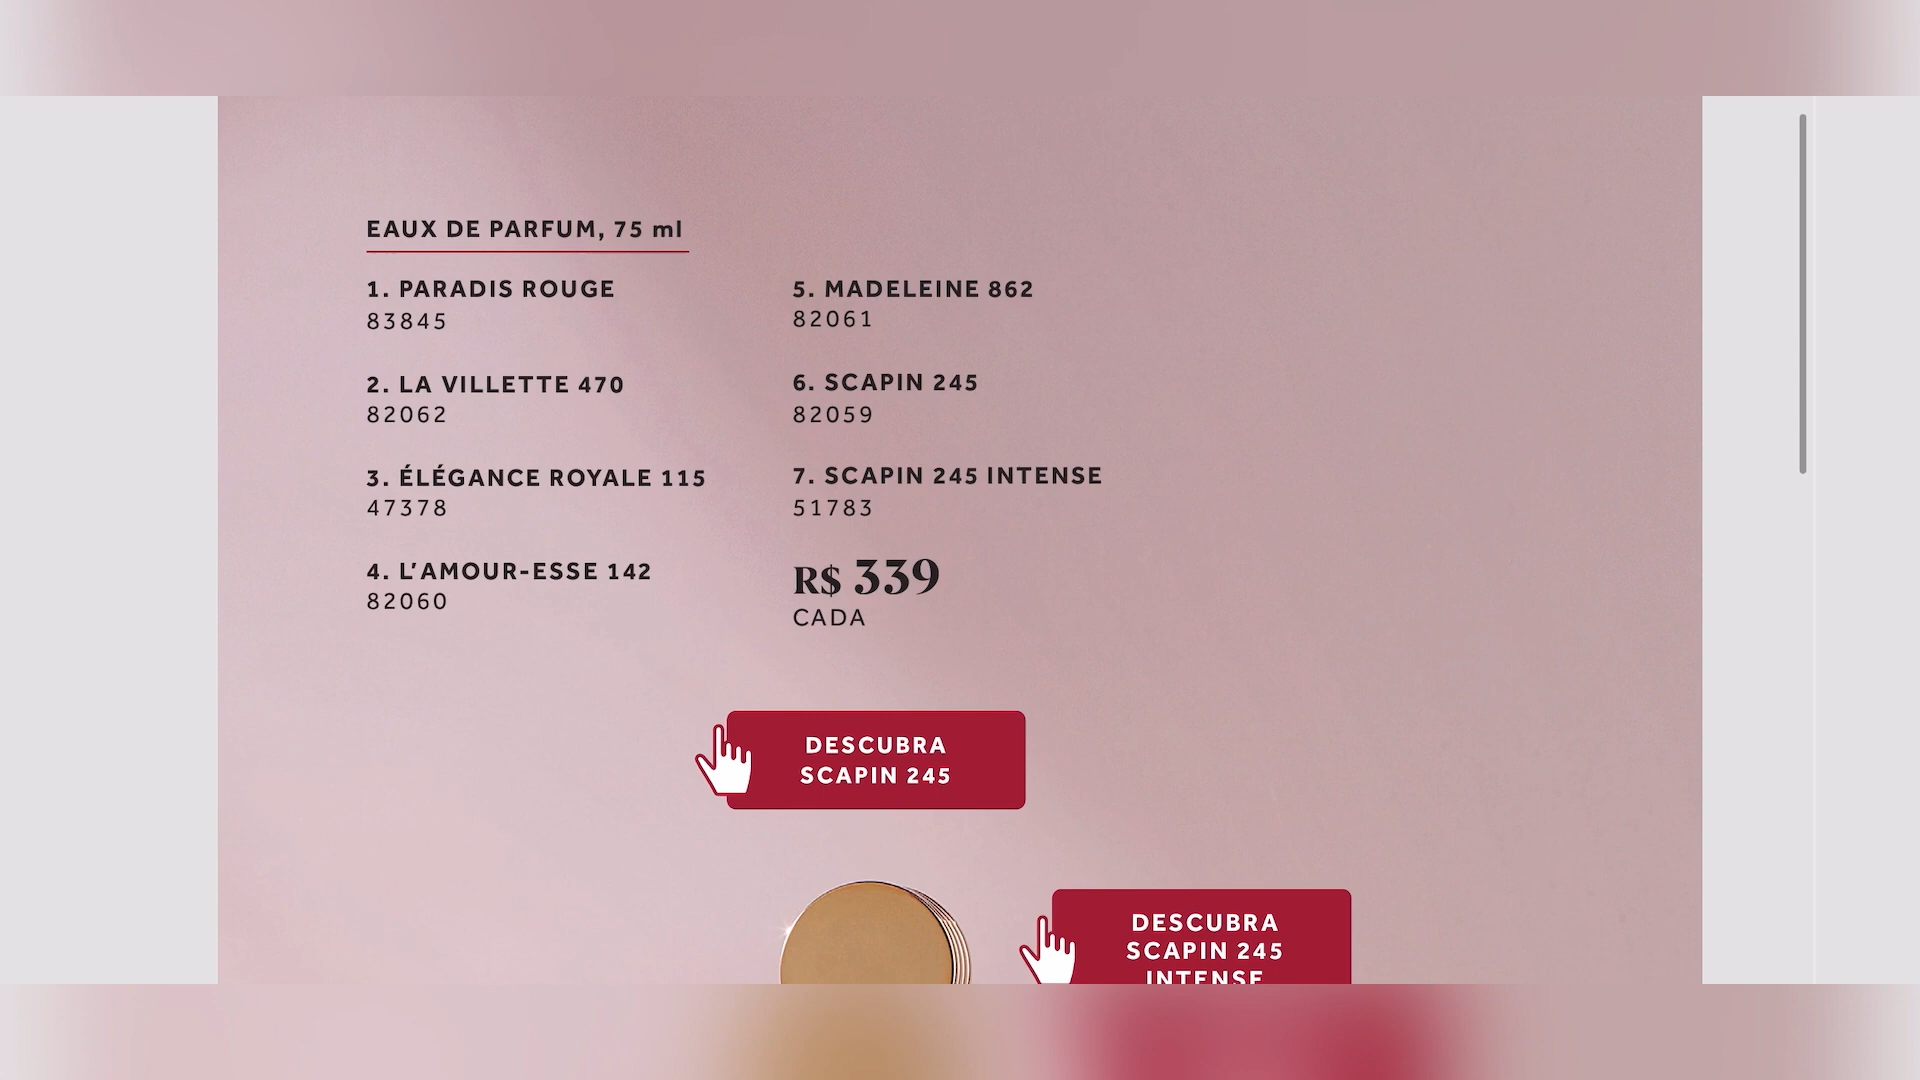 EAUX DE PARFUM, 75 ml
1. PARADIS ROUGE
83845
2. LA VILLETTE 470
82062
3. ÉLÉGANCE ROYALE 115
47378
4. L’AMOUR-ESSE 142
82060
5. MADELEINE 862
82061
6. SCAPIN 245
82059
7. SCAPIN 245 INTENSE
51783
R$ 339
CADA
DESCUBRA
SCAPIN 245
DESCUBRA
SCAPIN 245
INTENSE